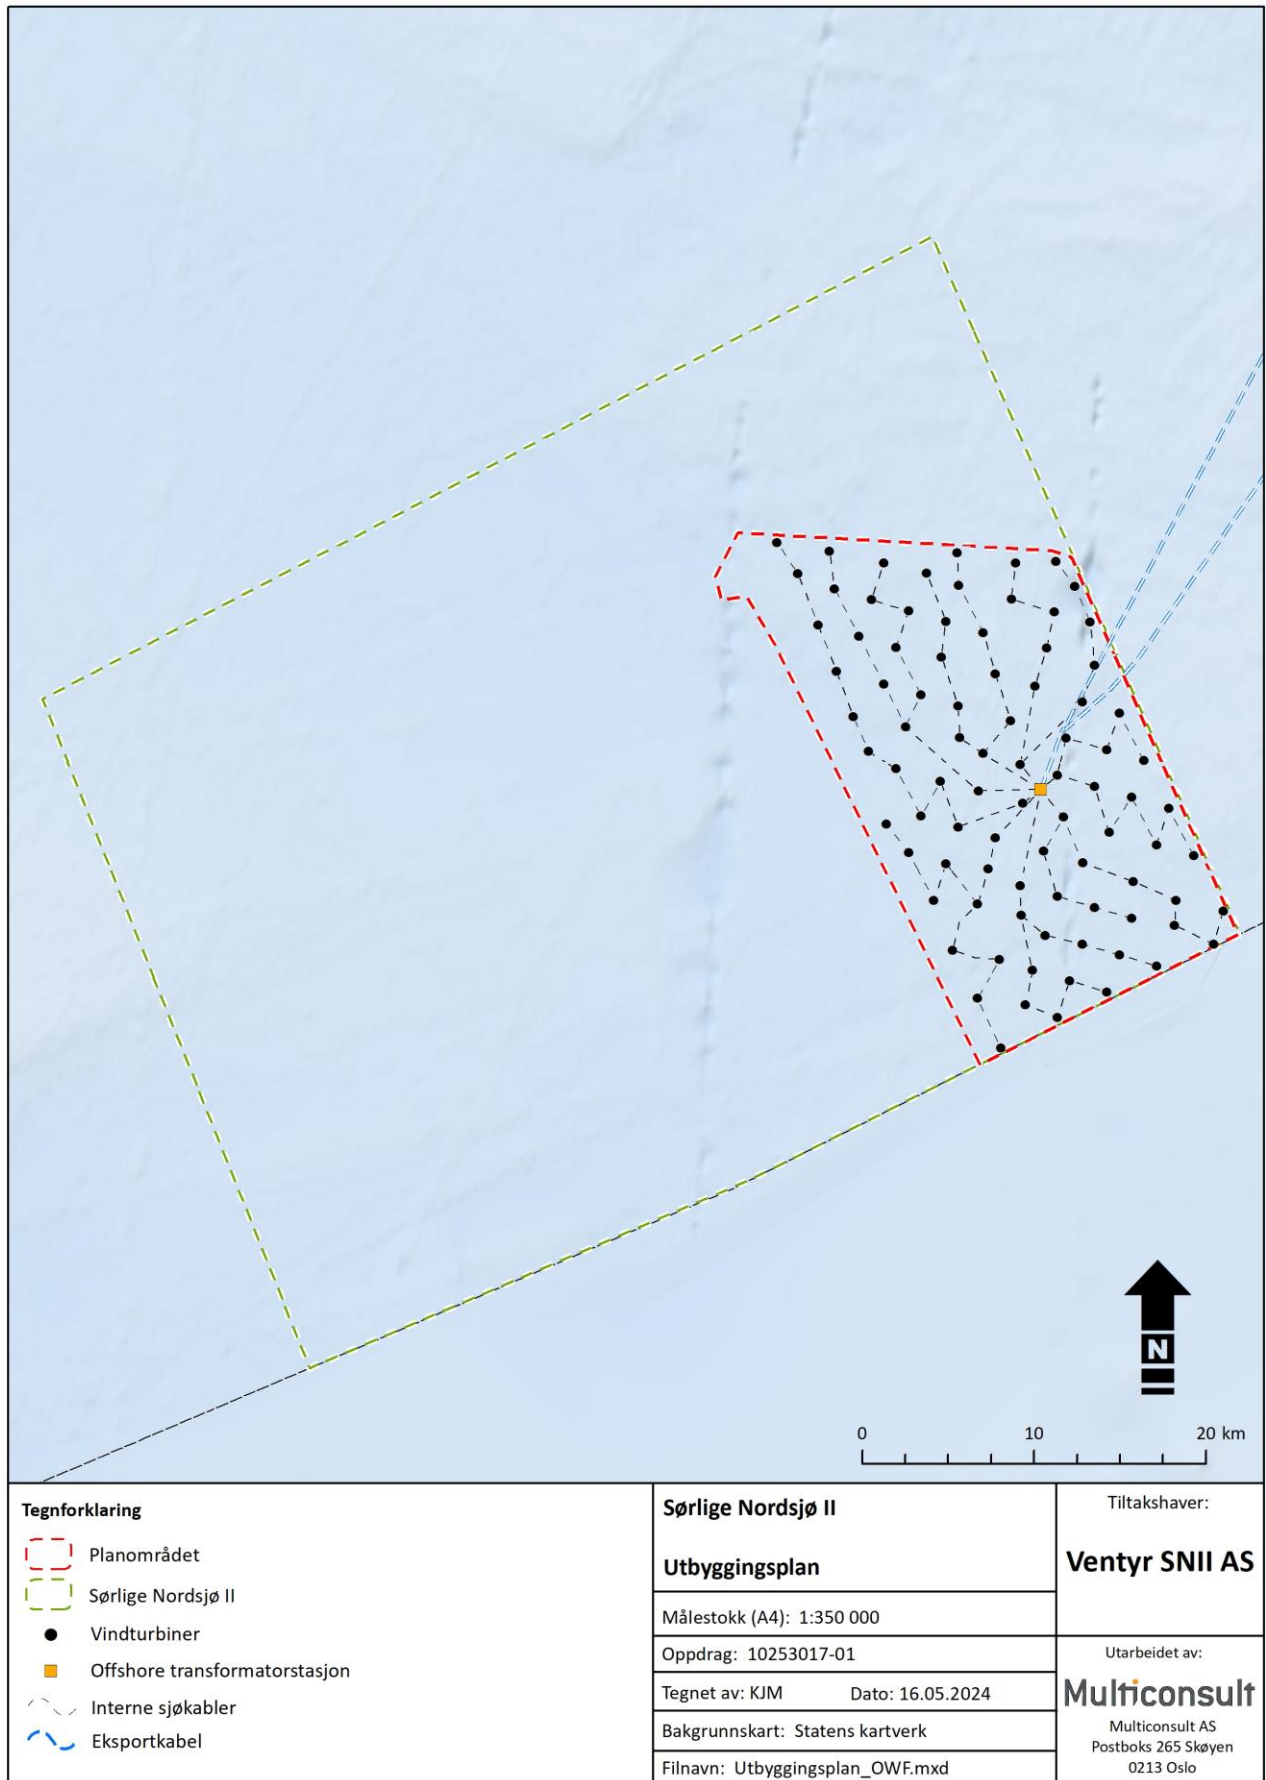 N
0 10 20 km
Tegnforklaring
Planområdet
Sørlige Nordsjø II
Vindturbiner
Offshore transformatorstasjon
Interne sjøkabler
Eksportkabel
Sørlige Nordsjø II
Utbyggingsplan
Målestokk (A4): 1:350 000
Oppdrag: 10253017-01
Tegnet av: KJM Dato: 16.05.2024
Bakgrunnskart: Statens kartverk
Filnavn: Utbyggingsplan_OWF.mxd
Tiltakshaver:
Ventyr SNII AS
Utarbeidet av:
Multiconsult
Multiconsult AS
Postboks 265 Skøyen
0213 Oslo